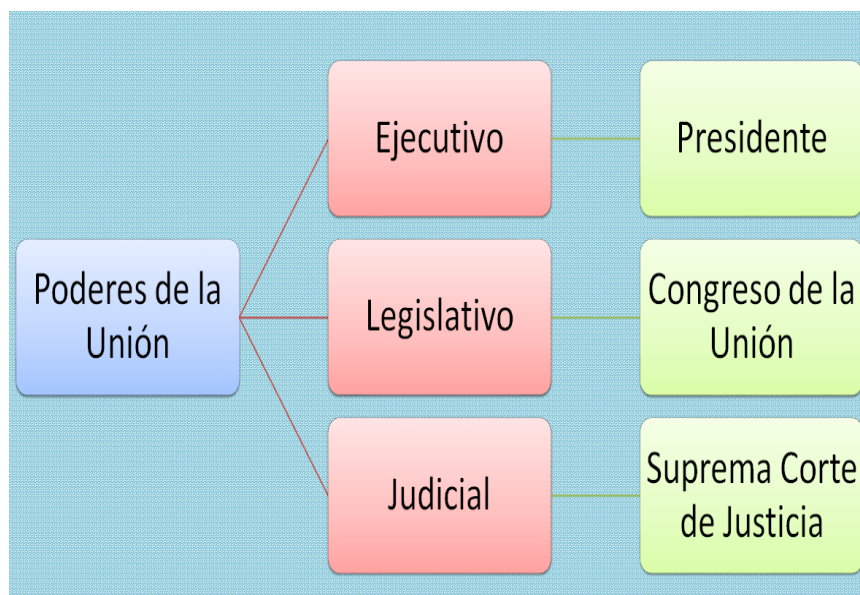 Ejecutivo
Presidente
Poderes de la
Unión
Legislativo
Congreso de la
Unión
Judicial
Suprema Corte
de Justicia